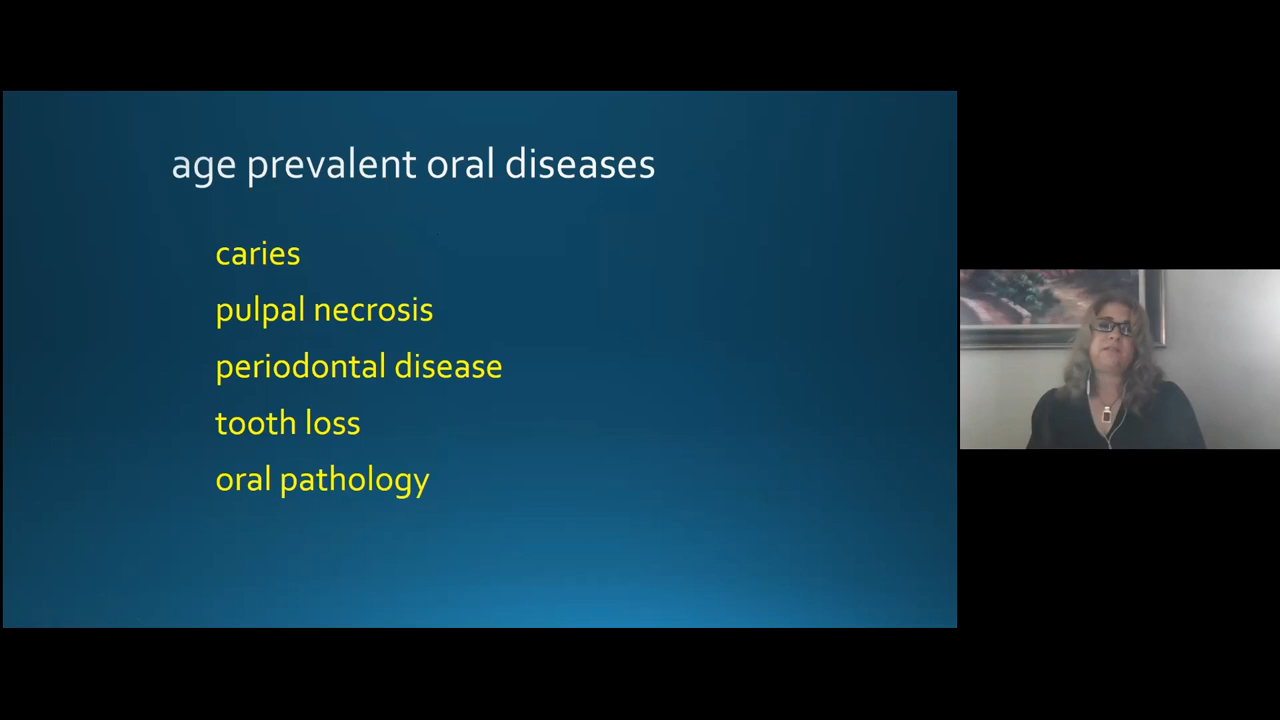 age prevalent oral diseases
caries
pulpal necrosis
periodontal disease
tooth loss
oral pathology